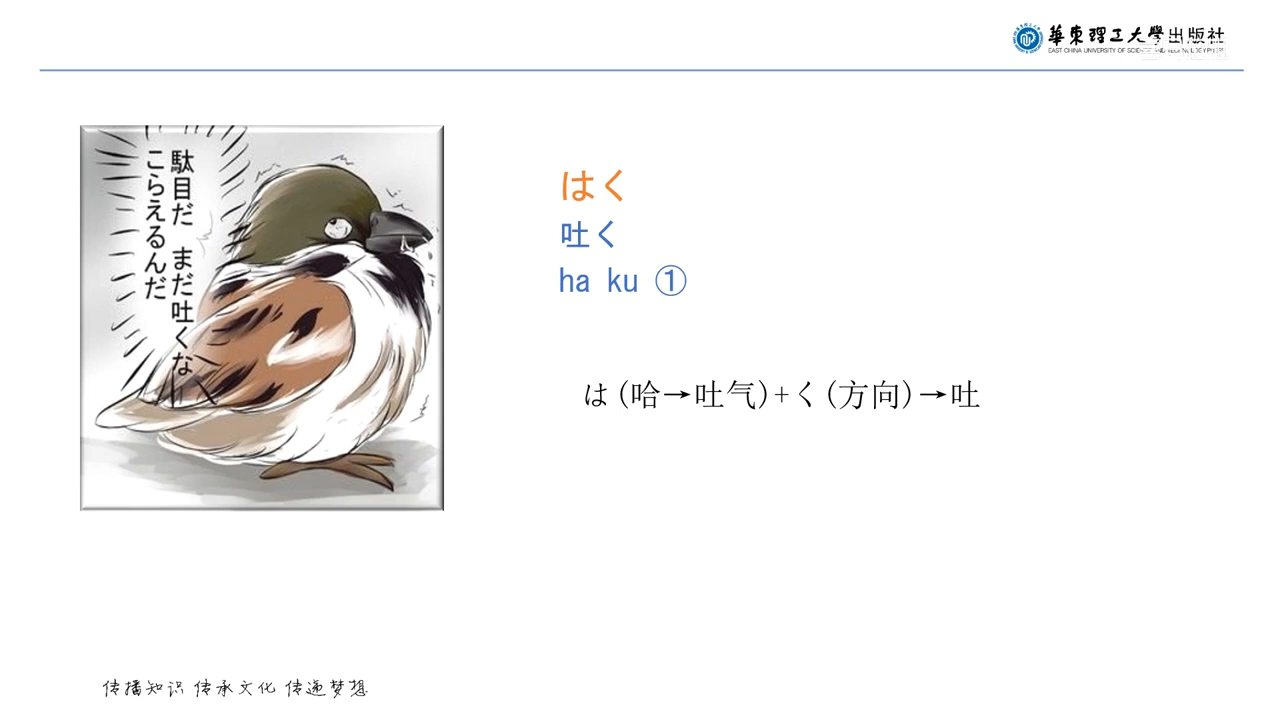 華東理工大學出版社
駄目だ まだ吐くな
こらえるんだ
はく
吐く
ha ku ①
は(哈→吐气)+く(方向)→吐
传播知识 传承文化 传递梦想